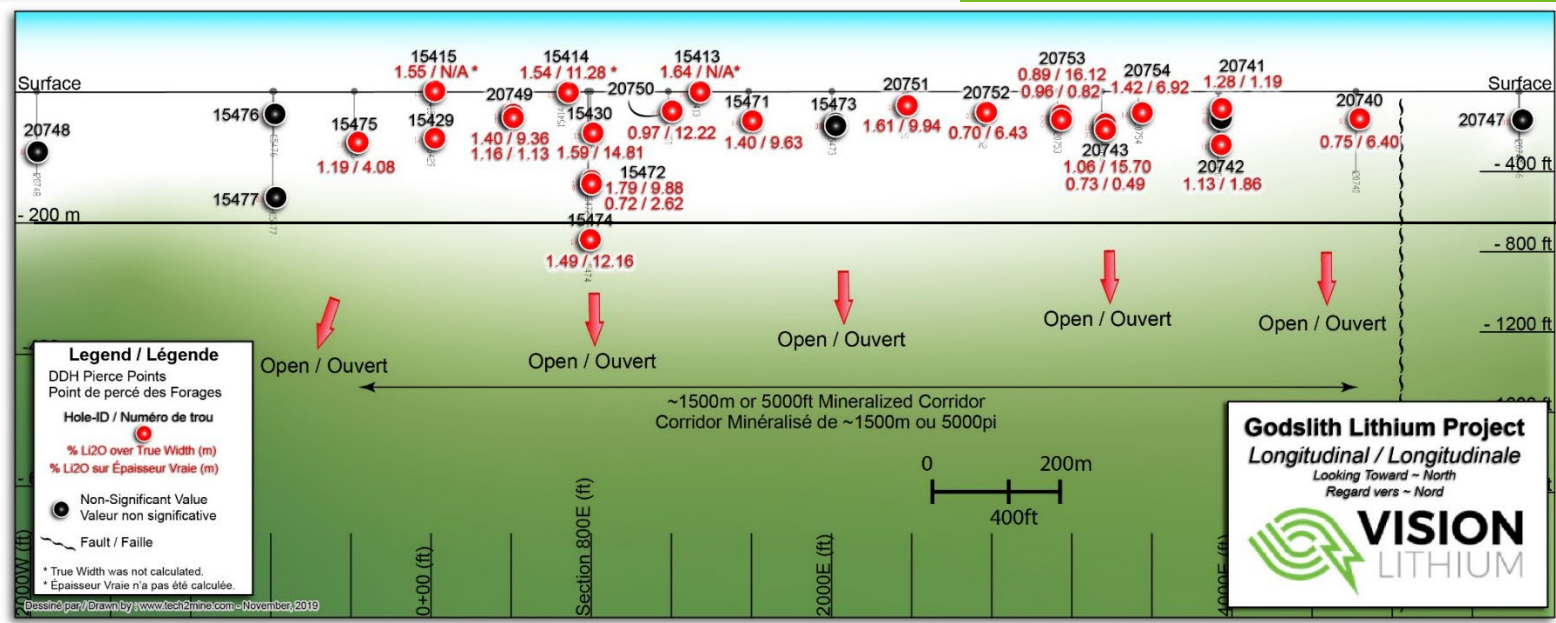 Surface
Surface
20748
15476
15477
15475
1.19 / 4.08
15415
1.55 / N/A *
15429
20749
1.40 / 9.36
1.16 / 1.13
15414
1.54 / 11.28 *
15430
1.59 / 14.81
15472
1.79 / 9.88
0.72 / 2.62
15474
1.49 / 12.16
20750
0.97 / 12.22
15413
1.64 / N/A*
15471
1.40 / 9.63
15473
20751
1.61 / 9.94
20752
0.70 / 6.43
20753
0.89 / 16.12
0.96 / 0.82
20743
1.06 / 15.70
0.73 / 0.49
20754
1.42 / 6.92
20741
1.28 / 1.19
20742
1.13 / 1.86
20740
0.75 / 6.40
20747
- 200 m
- 400 ft
- 800 ft
- 1200 ft
Open / Ouvert
Open / Ouvert
Open / Ouvert
Open / Ouvert
Open / Ouvert
~1500m or 5000ft Mineralized Corridor
Corridor Minéralisé de ~1500m ou 5000pi
0 200m
400ft
Legend / Légende
DDH Pierce Points
Point de percé des Forages
Hole-ID / Numéro de trou
% Li2O over True Width (m)
% Li2O sur Épaisseur Vraie (m)
Non-Significant Value
Valeur non significative
Fault / Faille
* True Width was not calculated.
* Épaisseur Vraie n'a pas été calculée.
Dessiné par / Drawn by : www.tech2mine.com - November, 2019
2000W (ft)
0+00 (ft)
Section 800E (ft)
2000E (ft)
4000E (ft)
Godslith Lithium Project
Longitudinal / Longitudinale
Looking Toward ~ North
Regard vers ~ Nord
VISION
LITHIUM